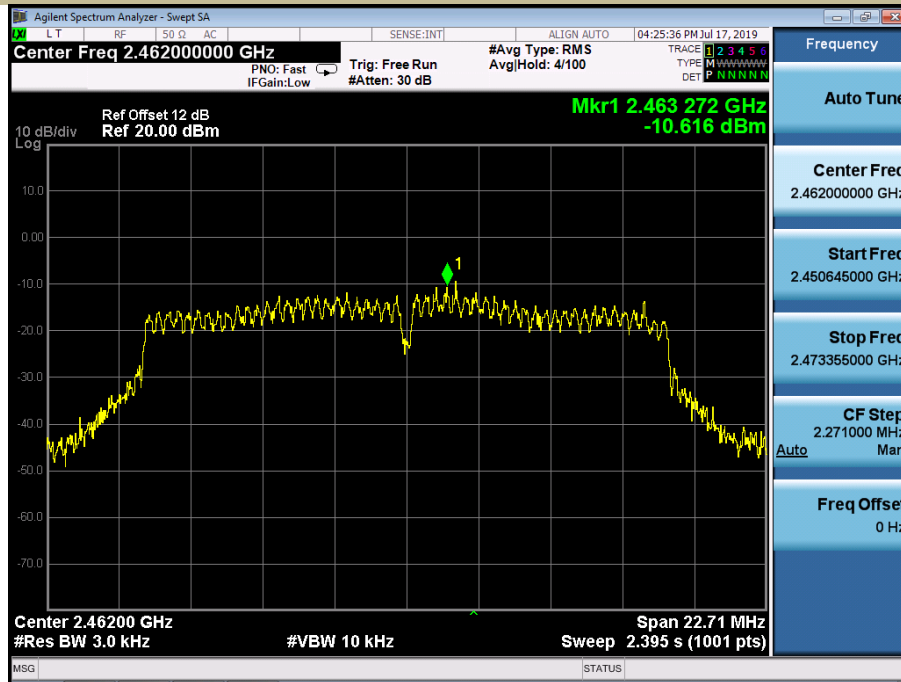 Agilent Spectrum Analyzer - Swept SA
LXI L T RF 50 Ω AC SENSE:INT ALIGN AUTO 04:25:36 PM Jul 17, 2019
Center Freq 2.462000000 GHz
PNO: Fast
IFGain:Low
Trig: Free Run
#Atten: 30 dB
#Avg Type: RMS
Avg|Hold: 4/100
TRACE 1 2 3 4 5 6
TYPE M W W W W W
DET P N N N N N
Frequency
Mkr1 2.463 272 GHz
-10.616 dBm
Ref Offset 12 dB
10 dB/div Ref 20.00 dBm
Log
10.0
0.00
-10.0
-20.0
-30.0
-40.0
-50.0
-60.0
-70.0
1
Center 2.46200 GHz
Span 22.71 MHz
#Res BW 3.0 kHz
#VBW 10 kHz
Sweep 2.395 s (1001 pts)
Auto Tune
Center Freq
2.462000000 GHz
Start Freq
2.450645000 GHz
Stop Freq
2.473355000 GHz
CF Step
2.271000 MHz
Auto Man
Freq Offset
0 Hz
MSG
STATUS